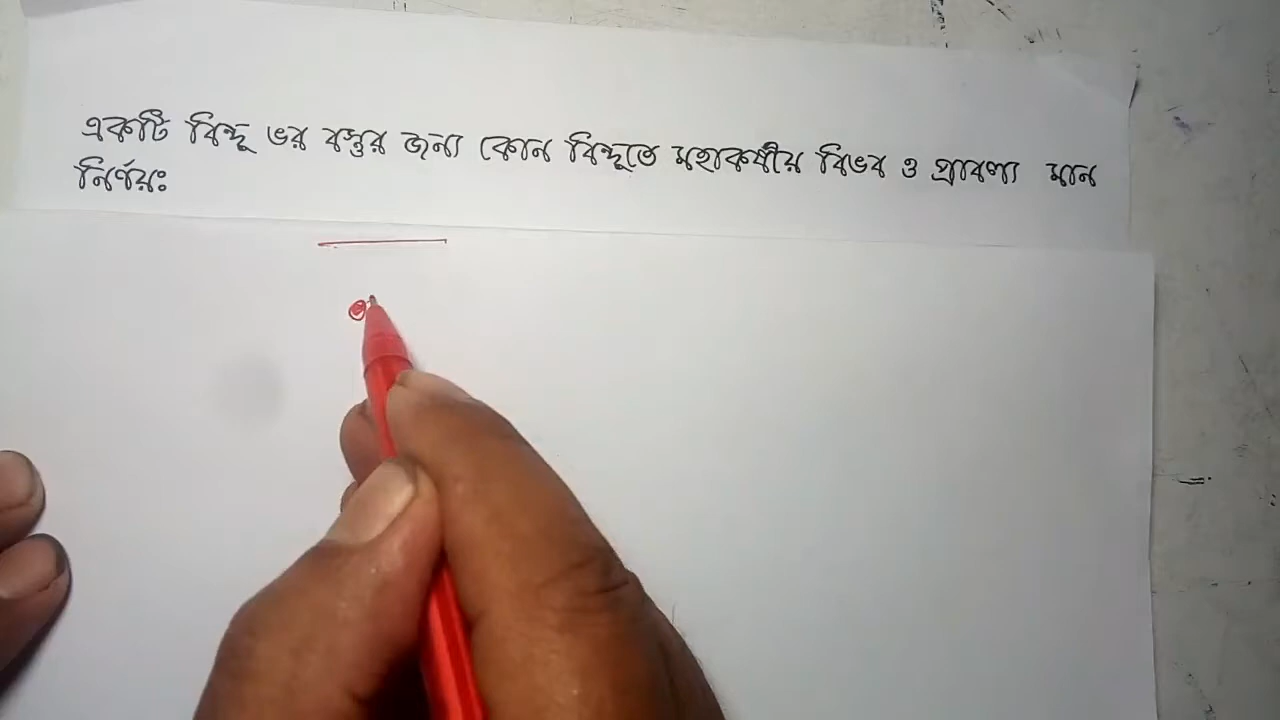 একটি বিন্দু ভর বস্তুর জন্য কোন বিন্দুতে মহাকর্ষীয় বিভব ও প্রাবল্য মান
নির্ণয়ঃ